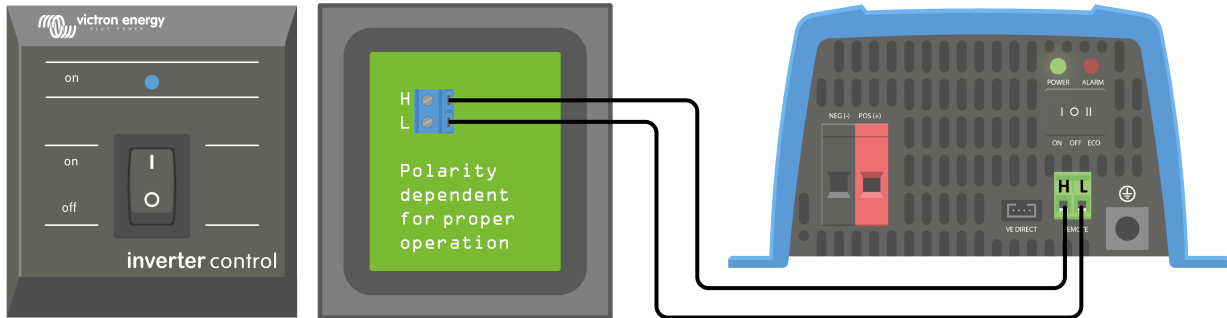 victron energy
BLUE POWER
on
on
I
O
off
inverter control
H
L
Polarity
dependent
for proper
operation
POWER ALARM
I O II
ON OFF ECO
NEG (-) POS (+)
H L
VE DIRECT REMOTE